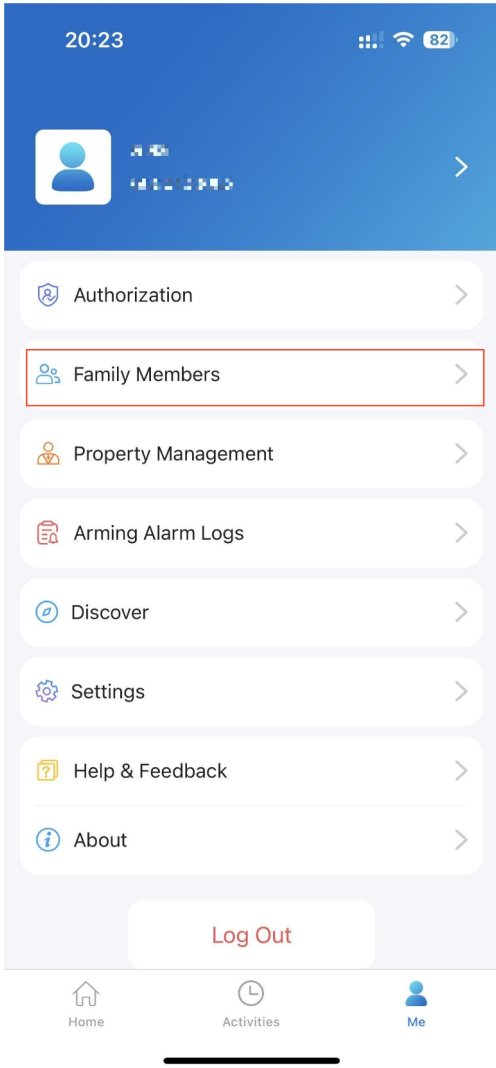 20:23
82
Authorization
Family Members
Property Management
Arming Alarm Logs
Discover
Settings
Help & Feedback
About
Log Out
Home
Activities
Me